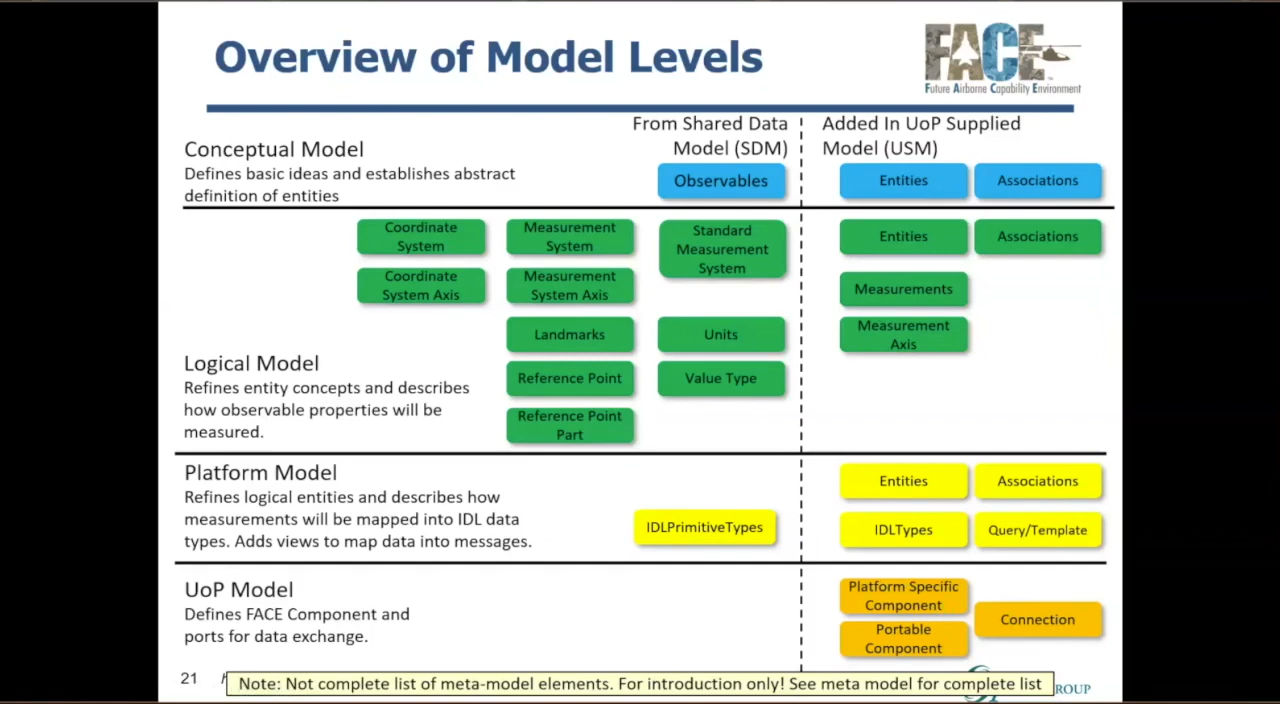 Overview of Model Levels
FACE
Future Airborne Capability Environment
From Shared Data
Model (SDM)
Added In UoP Supplied
Model (USM)
Conceptual Model
Defines basic ideas and establishes abstract
definition of entities
Observables
Entities
Associations
Coordinate
System
Measurement
System
Standard
Measurement
System
Entities
Associations
Coordinate
System Axis
Measurement
System Axis
Measurements
Landmarks
Units
Measurement
Axis
Logical Model
Refines entity concepts and describes
how observable properties will be
measured.
Reference Point
Value Type
Reference Point
Part
Platform Model
Refines logical entities and describes how
measurements will be mapped into IDL data
types. Adds views to map data into messages.
IDLPrimitiveTypes
Entities
Associations
IDLTypes
Query/Template
UoP Model
Defines FACE Component and
ports for data exchange.
Platform Specific
Component
Portable
Component
Connection
21
Note: Not complete list of meta-model elements. For introduction only! See meta model for complete list
ROUP